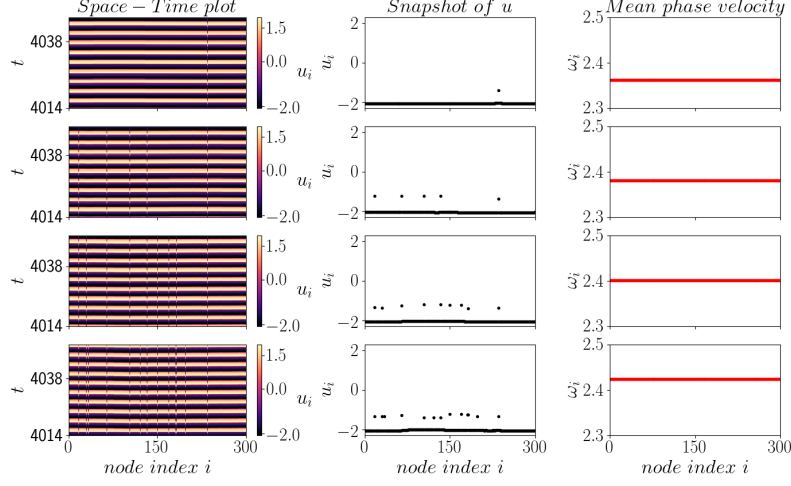 Space − Time plot Snapshot of u Mean phase velocity
t 4038 4014 1.5 0.0 −2.0 u_i u_i 2 0 −2 ω_i 2.5 2.4 2.3
t 4038 4014 1.5 0.0 −2.0 u_i u_i 2 0 −2 ω_i 2.5 2.4 2.3
t 4038 4014 1.5 0.0 −2.0 u_i u_i 2 0 −2 ω_i 2.5 2.4 2.3
t 4038 4014 1.5 0.0 −2.0 u_i u_i 2 0 −2 ω_i 2.5 2.4 2.3
0 150 300 0 150 300 0 150 300
node index i node index i node index i